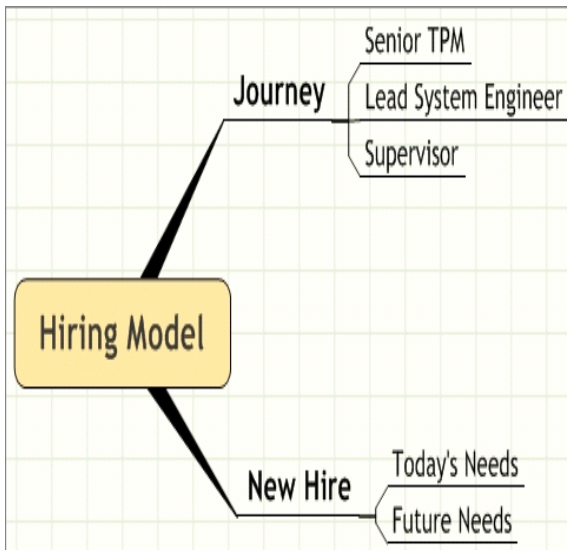 Senior TPM
Journey
Lead System Engineer
Supervisor
Hiring Model
Today's Needs
New Hire
Future Needs